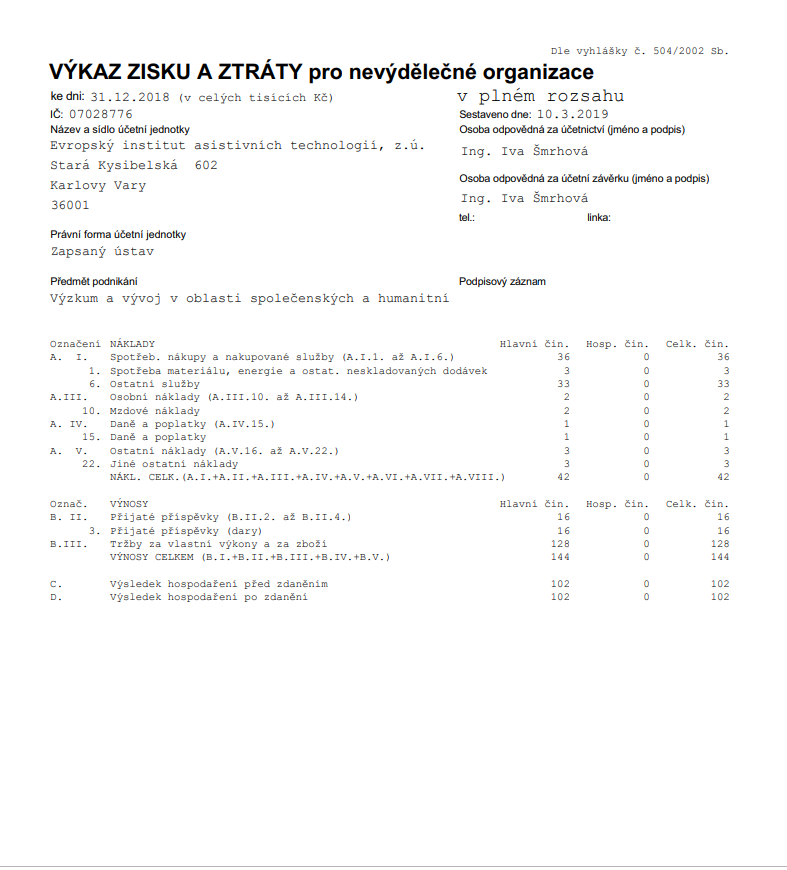 Dle vyhlášky č. 504/2002 Sb.
VÝKAZ ZISKU A ZTRÁTY pro nevýdělečné organizace
ke dni: 31.12.2018 (v celých tisících Kč) v plném rozsahu
IČ: 07028776 Sestaveno dne: 10.3.2019
Název a sídlo účetní jednotky Osoba odpovědná za účetnictví (jméno a podpis)
Evropský institut asistivních technologií, z.ú.
Ing. Iva Šmrhová
Stará Kysibelská 602
Osoba odpovědná za účetní závěrku (jméno a podpis)
Karlovy Vary
Ing. Iva Šmrhová
36001
tel.: linka:
Právní forma účetní jednotky
Zapsaný ústav
Předmět podnikání Podpisový záznam
Výzkum a vývoj v oblasti společenských a humanitní
Označení NÁKLADY Hlavní čin. Hosp. čin. Celk. čin.
A. I. Spotřeb. nákupy a nakupované služby (A.I.1. až A.I.6.) 36 0 36
1. Spotřeba materiálu, energie a ostat. neskladovaných dodávek 3 0 3
6. Ostatní služby 33 0 33
A.III. Osobní náklady (A.III.10. až A.III.14.) 2 0 2
10. Mzdové náklady 2 0 2
A. IV. Daně a poplatky (A.IV.15.) 1 0 1
15. Daně a poplatky 1 0 1
A. V. Ostatní náklady (A.V.16. až A.V.22.) 3 0 3
22. Jiné ostatní náklady 3 0 3
NÁKL. CELK.(A.I.+A.II.+A.III.+A.IV.+A.V.+A.VI.+A.VII.+A.VIII.) 42 0 42
Označ. VÝNOSY Hlavní čin. Hosp. čin. Celk. čin.
B. II. Přijaté příspěvky (B.II.2. až B.II.4.) 16 0 16
3. Přijaté příspěvky (dary) 16 0 16
B.III. Tržby za vlastní výkony a za zboží 128 0 128
VÝNOSY CELKEM (B.I.+B.II.+B.III.+B.IV.+B.V.) 144 0 144
C. Výsledek hospodaření před zdaněním 102 0 102
D. Výsledek hospodaření po zdanění 102 0 102